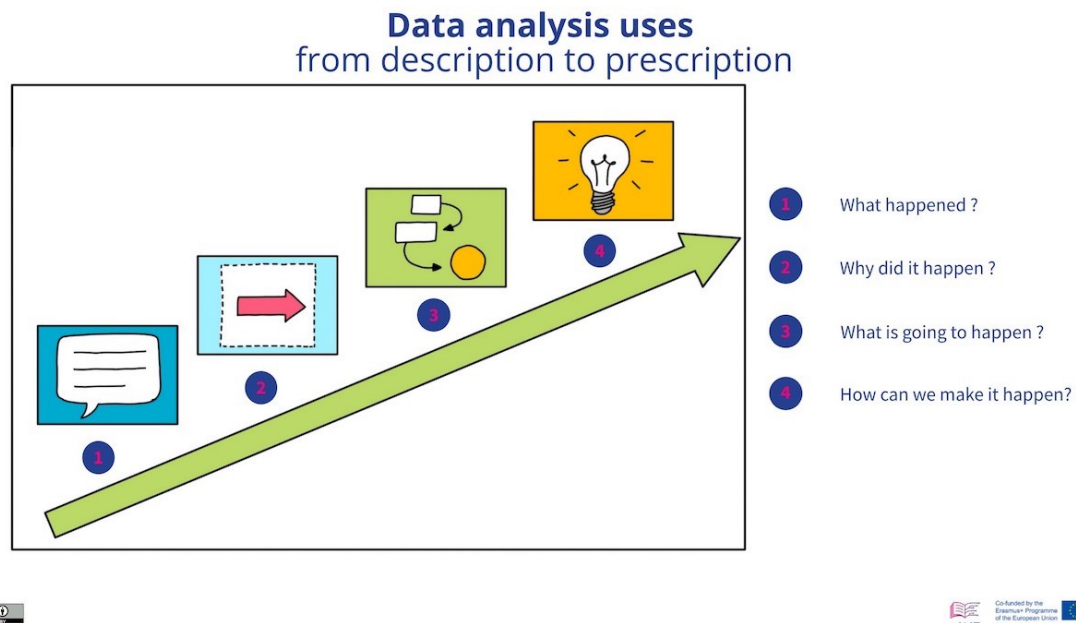 Data analysis uses
from description to prescription
1
2
3
4
1 What happened ?
2 Why did it happen ?
3 What is going to happen ?
4 How can we make it happen?
Co-funded by the
Erasmus+ Programme
of the European Union